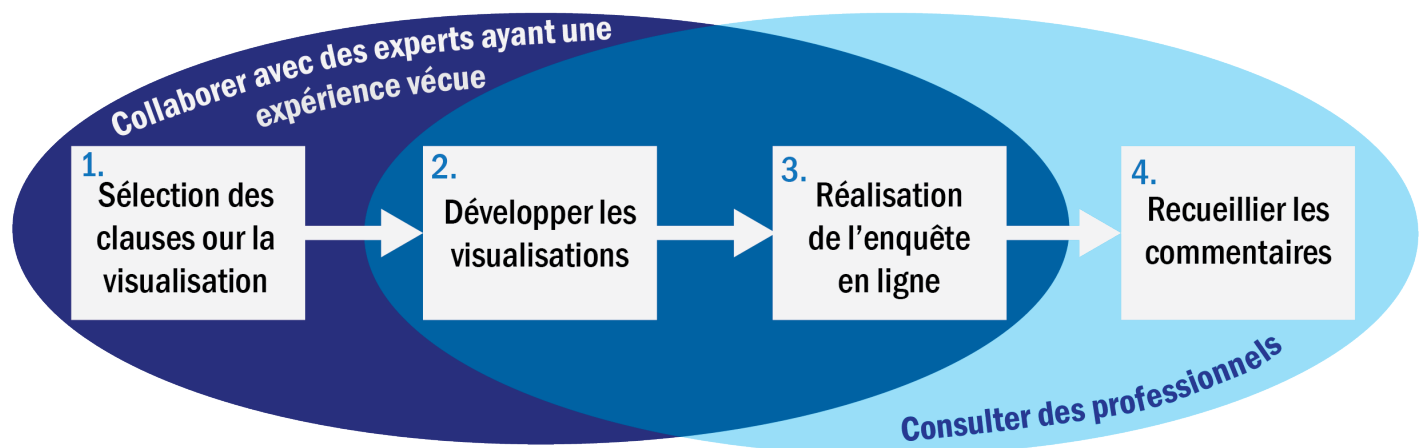 Collaborer avec des experts ayant une
expérience vécue
1.
Sélection des
clauses our la
visualisation
2.
Développer les
visualisations
3.
Réalisation
de l’enquête
en ligne
4.
Recueillier les
commentaires
Consulter des professionnels